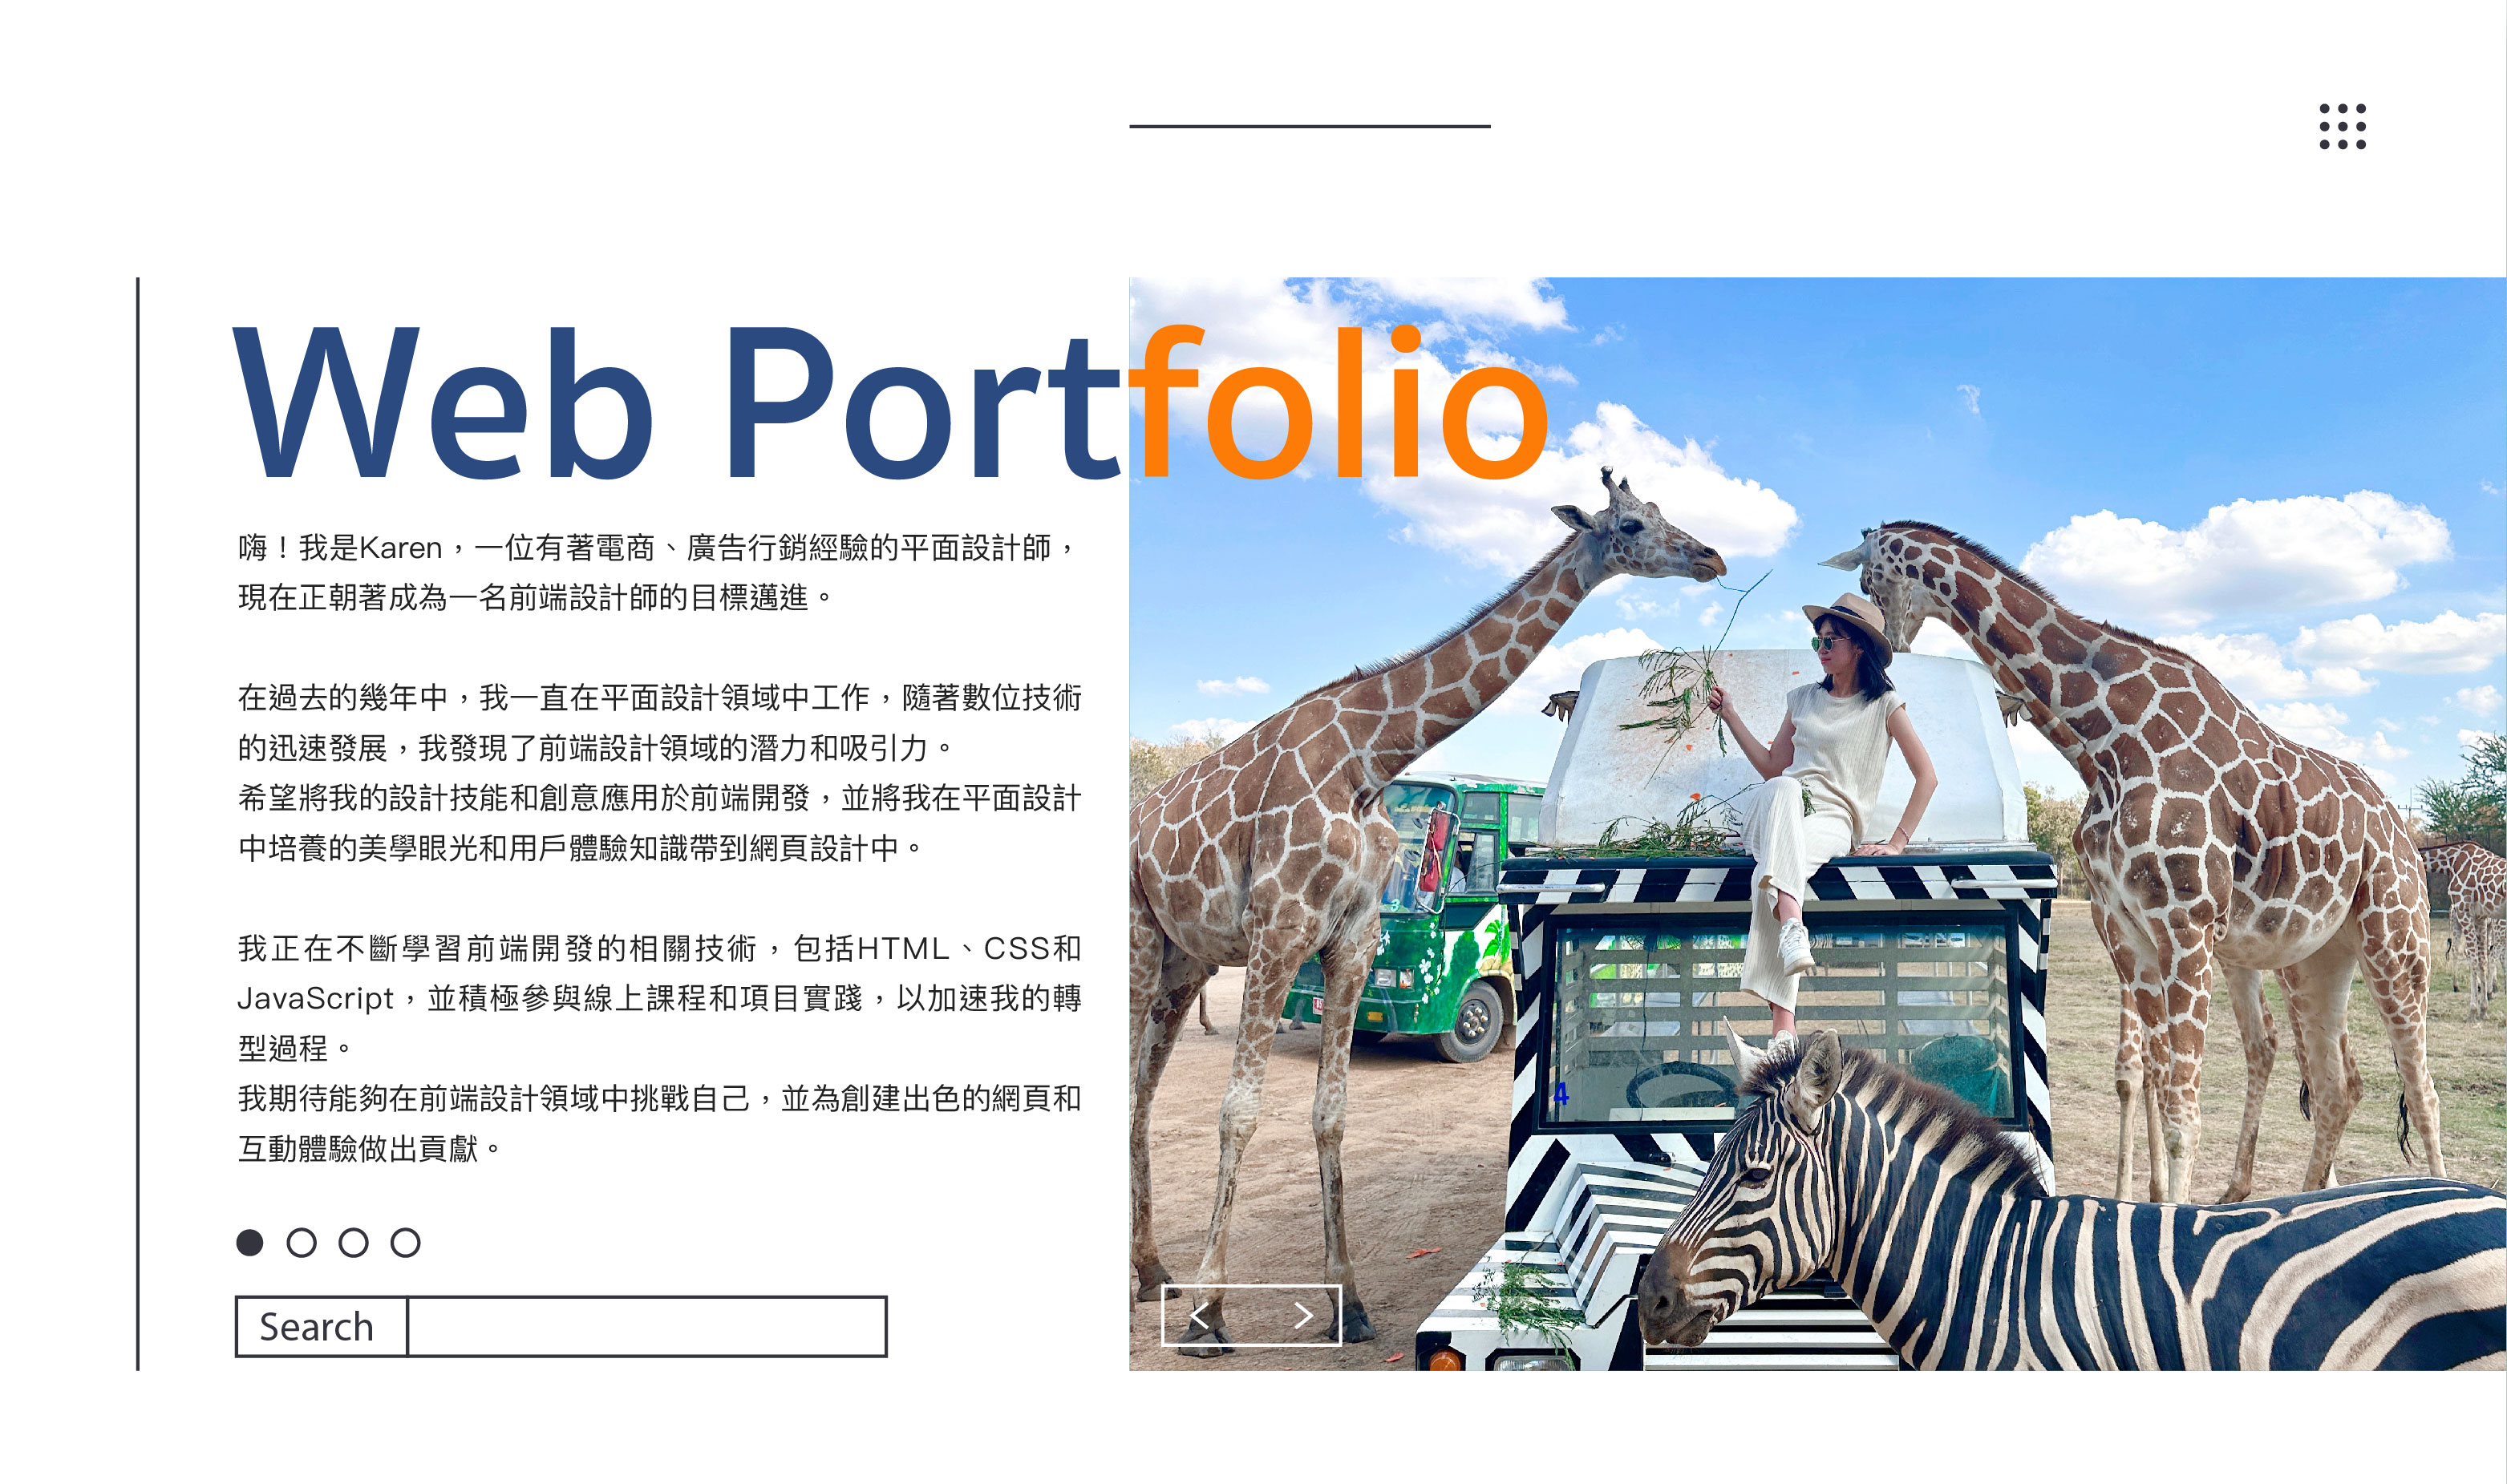 Web Portfolio
嗨！我是Karen，一位有著電商、廣告行銷經驗的平面設計師，
現在正朝著成為一名前端設計師的目標邁進。
在過去的幾年中，我一直在平面設計領域中工作，隨著數位技術
的迅速發展，我發現了前端設計領域的潛力和吸引力。
希望將我的設計技能和創意應用於前端開發，並將我在平面設計
中培養的美學眼光和用戶體驗知識帶到網頁設計中。
我正在不斷學習前端開發的相關技術，包括HTML、CSS和
JavaScript，並積極參與線上課程和項目實踐，以加速我的轉
型過程。
我期待能夠在前端設計領域中挑戰自己，並為創建出色的網頁和
互動體驗做出貢獻。
Search
4